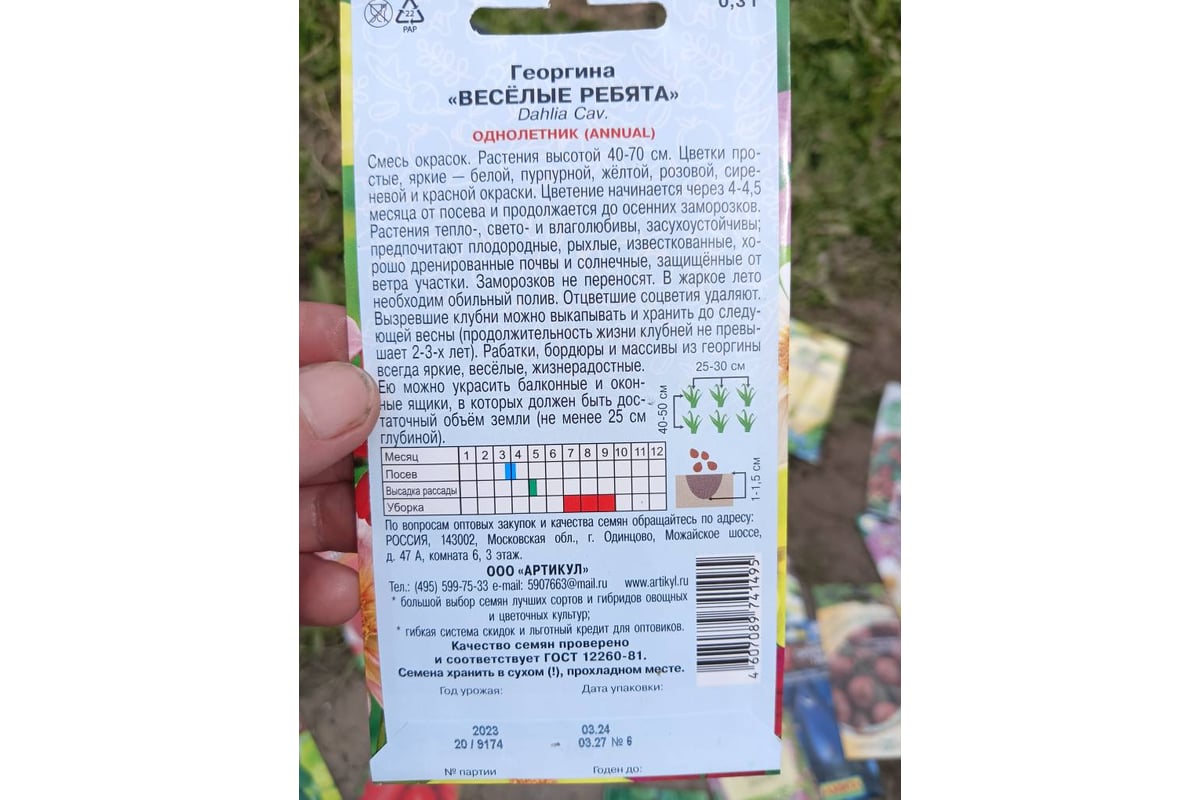 0,3 г
22
PAP
Георгина
«ВЕСЁЛЫЕ РЕБЯТА»
Dahlia Cav.
ОДНОЛЕТНИК (ANNUAL)
Смесь окрасок. Растения высотой 40-70 см. Цветки про-
стые, яркие — белой, пурпурной, жёлтой, розовой, сире-
невой и красной окраски. Цветение начинается через 4-4,5
месяца от посева и продолжается до осенних заморозков.
Растения тепло-, свето- и влаголюбивы, засухоустойчивы;
предпочитают плодородные, рыхлые, известкованные, хо-
рошо дренированные почвы и солнечные, защищённые от
ветра участки. Заморозков не переносят. В жаркое лето
необходим обильный полив. Отцветшие соцветия удаляют.
Вызревшие клубни можно выкапывать и хранить до следу-
ющей весны (продолжительность жизни клубней не превы-
шает 2-3-х лет). Рабатки, бордюры и массивы из георгины
всегда яркие, весёлые, жизнерадостные.
Ею можно украсить балконные и окон-
ные ящики, в которых должен быть дос-
таточный объём земли (не менее 25 см
глубиной).
25-30 см
40-50 см
Месяц 1 2 3 4 5 6 7 8 9 10 11 12
Посев
Высадка рассады
Уборка
1-1,5 см
По вопросам оптовых закупок и качества семян обращайтесь по адресу:
РОССИЯ, 143002, Московская обл., г. Одинцово, Можайское шоссе,
д. 47 А, комната 6, 3 этаж.
ООО «АРТИКУЛ»
Тел.: (495) 599-75-33 e-mail: 5907663@mail.ru www.artikyl.ru
* большой выбор семян лучших сортов и гибридов овощных
и цветочных культур;
* гибкая система скидок и льготный кредит для оптовиков.
Качество семян проверено
и соответствует ГОСТ 12260-81.
Семена хранить в сухом (!), прохладном месте.
4 607089 741495
Год урожая: Дата упаковки:
2023 03.24
20 / 9174 03.27 № 6
№ партии Годен до: